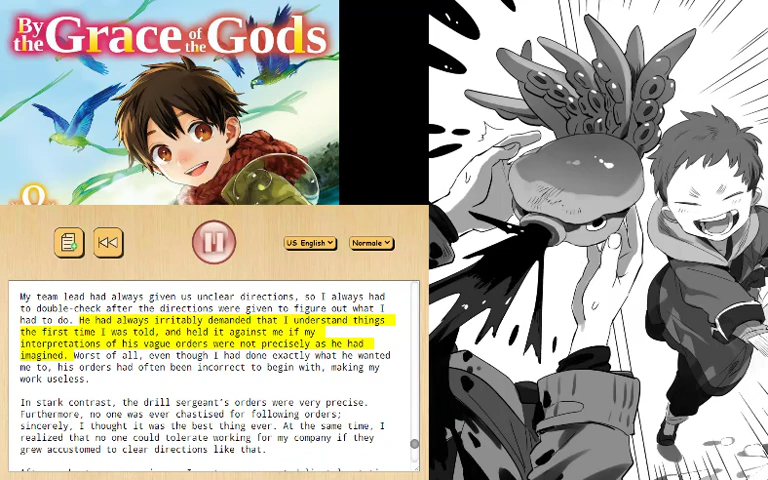 By the Grace of the Gods
US English
Normale
My team lead had always given us unclear directions, so I always had
to double-check after the directions were given to figure out what I
had to do. He had always irritably demanded that I understand things
the first time I was told, and held it against me if my
interpretations of his vague orders were not precisely as he had
imagined. Worst of all, even though I had done exactly what he wanted
me to, his orders had often been incorrect to begin with, making my
work useless.
In stark contrast, the drill sergeant's orders were very precise.
Furthermore, no one was ever chastised for following orders;
sincerely, I thought it was the best thing ever. At the same time, I
realized that no one could tolerate working for my company if they
grew accustomed to clear directions like that.